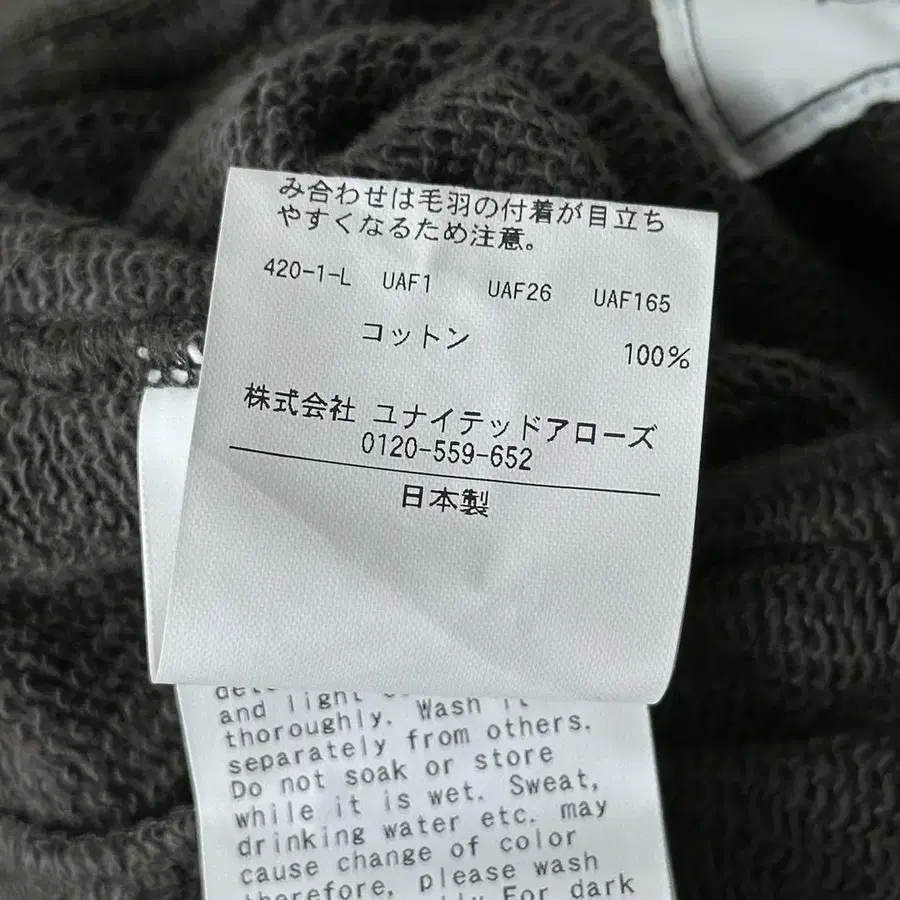 み合わせは毛羽の付着が目立ち
やすくなるため注意。
420-1-L UAF1 UAF26 UAF165
コットン 100%
株式会社 ユナイテッドアローズ
0120-559-652
日本製
and light
thoroughly. Wash it
separately from others.
Do not soak or store
while it is wet. Sweat,
drinking water etc. may
cause change of color
therefore, please wash
For dark